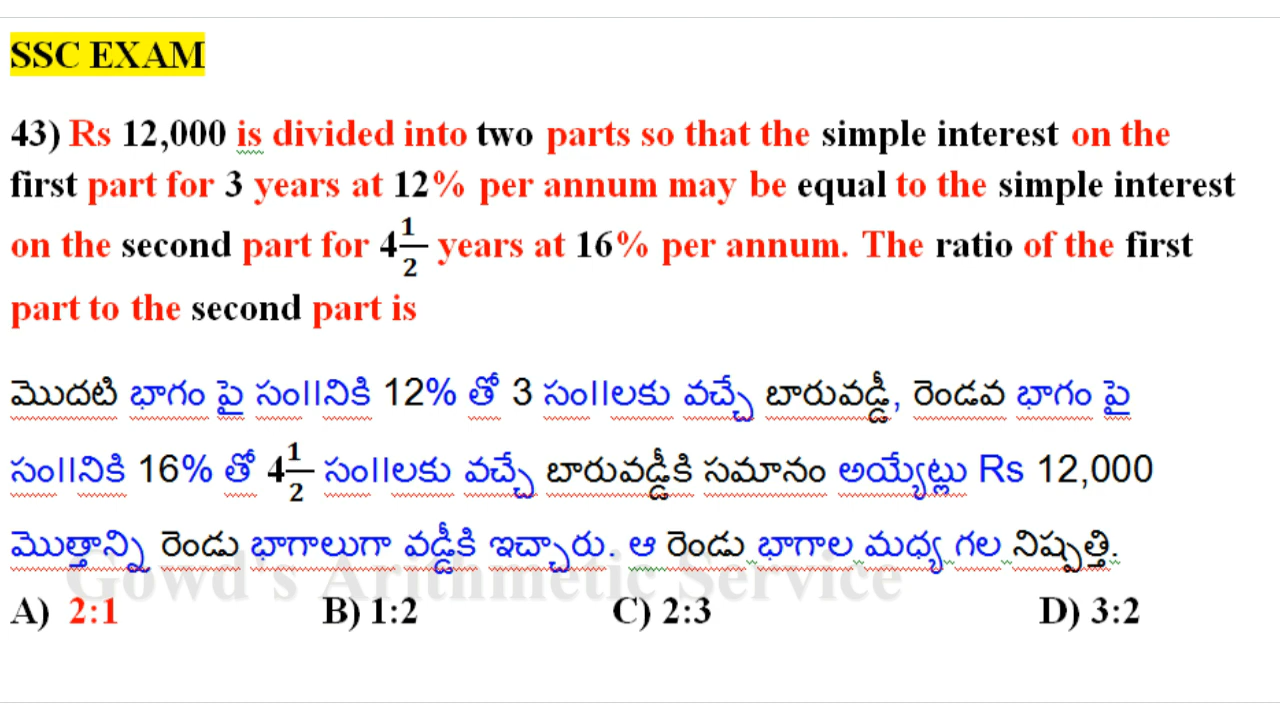 SSC EXAM
43) Rs 12,000 is divided into two parts so that the simple interest on the
first part for 3 years at 12% per annum may be equal to the simple interest
on the second part for 4 1/2 years at 16% per annum. The ratio of the first
part to the second part is
మొదటి భాగం పై సం||నికి 12% తో 3 సం||లకు వచ్చే బారువడ్డీ, రెండవ భాగం పై
సం||నికి 16% తో 4 1/2 సం||లకు వచ్చే బారువడ్డీకి సమానం అయ్యేట్లు Rs 12,000
మొత్తాన్ని రెండు భాగాలుగా వడ్డీకి ఇచ్చారు. ఆ రెండు భాగాల మధ్య గల నిష్పత్తి.
Gowd's Arithmetic Service
A) 2:1 B) 1:2 C) 2:3 D) 3:2